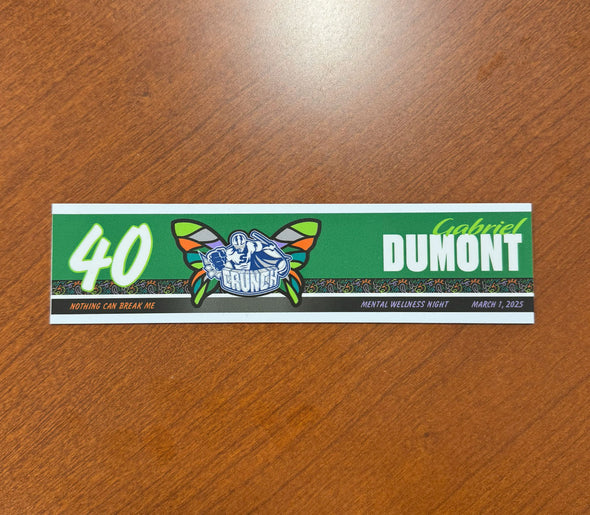 40
CRUNCH
Gabriel
DUMONT
NOTHING CAN BREAK ME
MENTAL WELLNESS NIGHT
MARCH 1, 2025